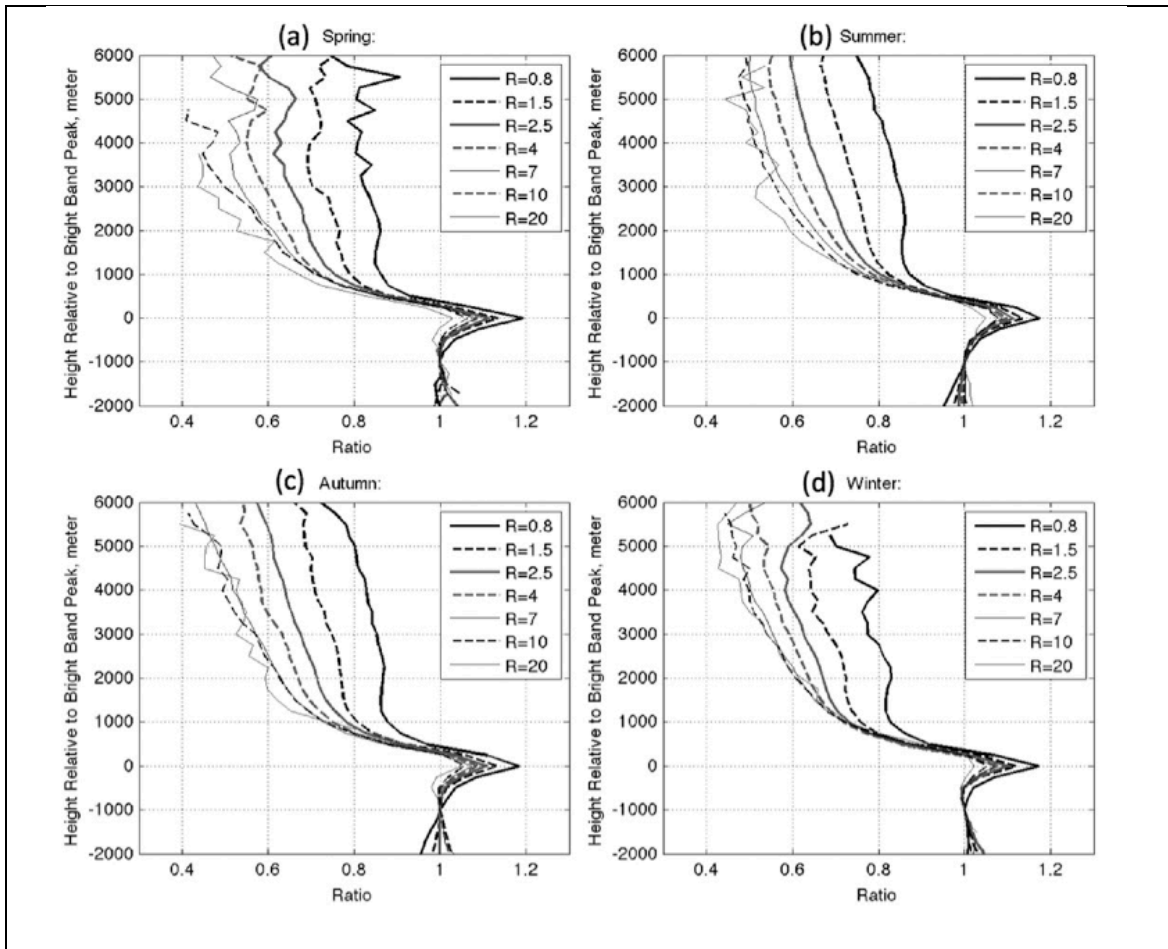 (a) Spring:
6000
5000
4000
3000
2000
1000
0
-1000
-2000
Height Relative to Bright Band Peak, meter
0.4 0.6 0.8 1 1.2
Ratio
R=0.8
R=1.5
R=2.5
R=4
R=7
R=10
R=20
(b) Summer:
6000
5000
4000
3000
2000
1000
0
-1000
-2000
Height Relative to Bright Band Peak, meter
0.4 0.6 0.8 1 1.2
Ratio
R=0.8
R=1.5
R=2.5
R=4
R=7
R=10
R=20
(c) Autumn:
6000
5000
4000
3000
2000
1000
0
-1000
-2000
Height Relative to Bright Band Peak, meter
0.4 0.6 0.8 1 1.2
Ratio
R=0.8
R=1.5
R=2.5
R=4
R=7
R=10
R=20
(d) Winter:
6000
5000
4000
3000
2000
1000
0
-1000
-2000
Height Relative to Bright Band Peak, meter
0.4 0.6 0.8 1 1.2
Ratio
R=0.8
R=1.5
R=2.5
R=4
R=7
R=10
R=20